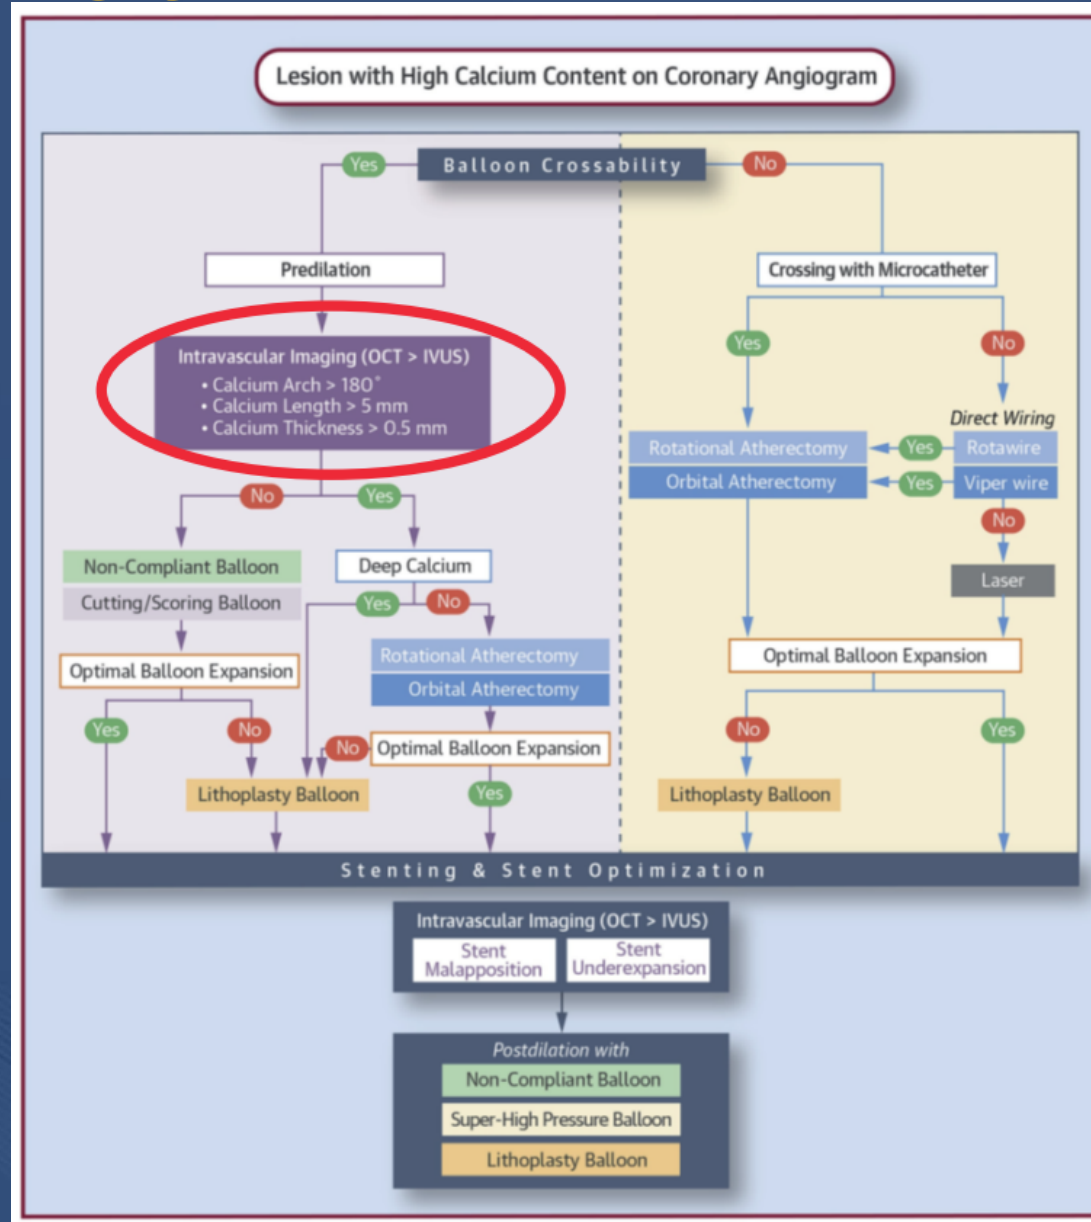 Lesion with High Calcium Content on Coronary Angiogram
Yes
Balloon Crossability
No
Predilation
Crossing with Microcatheter
Intravascular Imaging (OCT > IVUS)
• Calcium Arch > 180°
• Calcium Length > 5 mm
• Calcium Thickness > 0.5 mm
Yes
No
Direct Wiring
Rotational Atherectomy
Yes
Rotawire
Orbital Atherectomy
Yes
Viper wire
No
Laser
No
Yes
Non-Compliant Balloon
Cutting/Scoring Balloon
Deep Calcium
Yes
No
Optimal Balloon Expansion
Rotational Atherectomy
Orbital Atherectomy
Optimal Balloon Expansion
Yes
No
No
Optimal Balloon Expansion
No
Yes
Lithoplasty Balloon
Yes
Lithoplasty Balloon
Stenting & Stent Optimization
Intravascular Imaging (OCT > IVUS)
Stent
Malapposition
Stent
Underexpansion
Postdilation with
Non-Compliant Balloon
Super-High Pressure Balloon
Lithoplasty Balloon